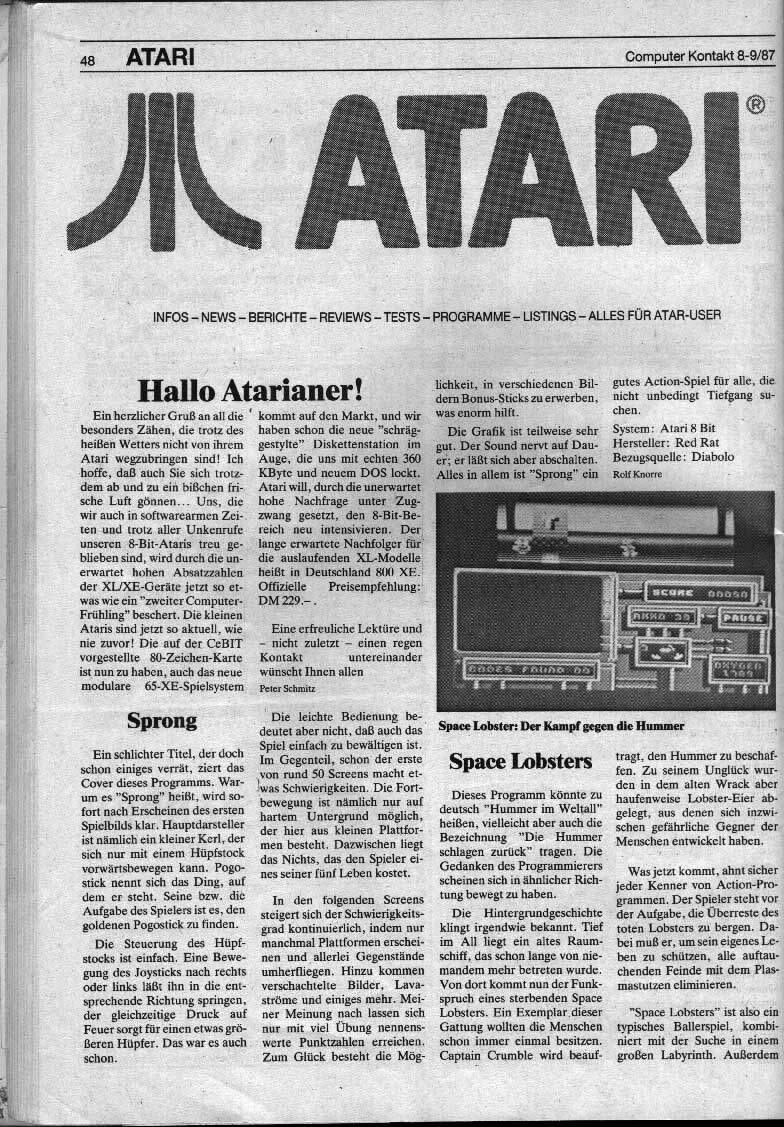 48 ATARI
Computer Kontakt 8-9/87
ATARI®
INFOS – NEWS – BERICHTE – REVIEWS – TESTS – PROGRAMME – LISTINGS – ALLES FÜR ATAR-USER
Hallo Atarianer!
Ein herzlicher Gruß an all die
besonders Zähen, die trotz des
heißen Wetters nicht von ihrem
Atari wegzubringen sind! Ich
hoffe, daß auch Sie sich trotz-
dem ab und zu ein bißchen fri-
sche Luft gönnen... Uns, die
wir auch in softwarearmen Zei-
ten und trotz aller Unkenrufe
unseren 8-Bit-Ataris treu ge-
blieben sind, wird durch die un-
erwartet hohen Absatzzahlen
der XL/XE-Geräte jetzt so et-
was wie ein "zweiter Computer-
Frühling" beschert. Die kleinen
Ataris sind jetzt so aktuell, wie
nie zuvor! Die auf der CeBIT
vorgestellte 80-Zeichen-Karte
ist nun zu haben, auch das neue
modulare 65-XE-Spielsystem
kommt auf den Markt, und wir
haben schon die neue "schräg-
gestylte" Diskettenstation im
Auge, die uns mit echten 360
KByte und neuem DOS lockt.
Atari will, durch die unerwartet
hohe Nachfrage unter Zug-
zwang gesetzt, den 8-Bit-Be-
reich neu intensivieren. Der
lange erwartete Nachfolger für
die auslaufenden XL-Modelle
heißt in Deutschland 800 XE.
Offizielle Preisempfehlung:
DM 229.– .
Eine erfreuliche Lektüre und
– nicht zuletzt – einen regen
Kontakt untereinander
wünscht Ihnen allen
Peter Schmitz
Sprong
Ein schlichter Titel, der doch
schon einiges verrät, ziert das
Cover dieses Programms. War-
um es "Sprong" heißt, wird so-
fort nach Erscheinen des ersten
Spielbilds klar. Hauptdarsteller
ist nämlich ein kleiner Kerl, der
sich nur mit einem Hüpfstock
vorwärtsbewegen kann. Pogo-
stick nennt sich das Ding, auf
dem er steht. Seine bzw. die
Aufgabe des Spielers ist es, den
goldenen Pogostick zu finden.
Die Steuerung des Hüpf-
stocks ist einfach. Eine Bewe-
gung des Joysticks nach rechts
oder links läßt ihn in die ent-
sprechende Richtung springen,
der gleichzeitige Druck auf
Feuer sorgt für einen etwas grö-
ßeren Hüpfer. Das war es auch
schon.
Die leichte Bedienung be-
deutet aber nicht, daß auch das
Spiel einfach zu bewältigen ist.
Im Gegenteil, schon der erste
von rund 50 Screens macht et-
was Schwierigkeiten. Die Fort-
bewegung ist nämlich nur auf
hartem Untergrund möglich,
der hier aus kleinen Plattfor-
men besteht. Dazwischen liegt
das Nichts, das den Spieler ei-
nes seiner fünf Leben kostet.
In den folgenden Screens
steigert sich der Schwierigkeits-
grad kontinuierlich, indem nur
manchmal Plattformen erschei-
nen und allerlei Gegenstände
umherfliegen. Hinzu kommen
verschachtelte Bilder, Lava-
ströme und einiges mehr. Mei-
ner Meinung nach lassen sich
nur mit viel Übung nennens-
werte Punktzahlen erreichen.
Zum Glück besteht die Mög-
lichkeit, in verschiedenen Bil-
dern Bonus-Sticks zu erwerben,
was enorm hilft.
Die Grafik ist teilweise sehr
gut. Der Sound nervt auf Dau-
er; er läßt sich aber abschalten.
Alles in allem ist "Sprong" ein
gutes Action-Spiel für alle, die
nicht unbedingt Tiefgang su-
chen.
System: Atari 8 Bit
Hersteller: Red Rat
Bezugsquelle: Diabolo
Rolf Knorre
SCORE 00050
AMMO 39
PAUSE
OXYGEN
CODES FOUND 00
Space Lobster: Der Kampf gegen die Hummer
Space Lobsters
Dieses Programm könnte zu
deutsch "Hummer im Weltall"
heißen, vielleicht aber auch die
Bezeichnung "Die Hummer
schlagen zurück" tragen. Die
Gedanken des Programmierers
scheinen sich in ähnlicher Rich-
tung bewegt zu haben.
Die Hintergrundgeschichte
klingt irgendwie bekannt. Tief
im All liegt ein altes Raum-
schiff, das schon lange von nie-
mandem mehr betreten wurde.
Von dort kommt nun der Funk-
spruch eines sterbenden Space
Lobsters. Ein Exemplar dieser
Gattung wollten die Menschen
schon immer einmal besitzen.
Captain Crumble wird beauf-
tragt, den Hummer zu beschaf-
fen. Zu seinem Unglück wur-
den in dem alten Wrack aber
haufenweise Lobster-Eier ab-
gelegt, aus denen sich inzwi-
schen gefährliche Gegner der
Menschen entwickelt haben.
Was jetzt kommt, ahnt sicher
jeder Kenner von Action-Pro-
grammen. Der Spieler steht vor
der Aufgabe, die Überreste des
toten Lobsters zu bergen. Da-
bei muß er, um sein eigenes Le-
ben zu schützen, alle auftau-
chenden Feinde mit dem Plas-
mastutzen eliminieren.
"Space Lobsters" ist also ein
typisches Ballerspiel, kombi-
niert mit der Suche in einem
großen Labyrinth. Außerdem